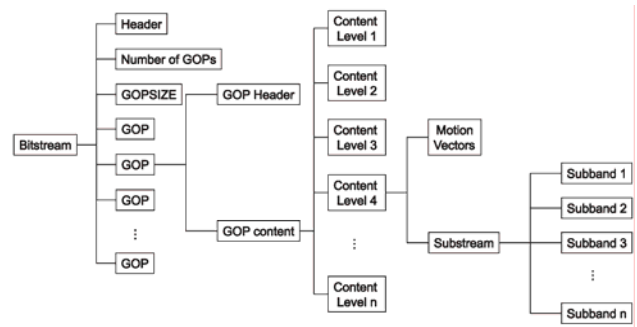 Bitstream
Header
Number of GOPs
GOPSIZE
GOP
GOP
GOP
⋮
GOP
GOP Header
GOP content
Content
Level 1
Content
Level 2
Content
Level 3
Content
Level 4
⋮
Content
Level n
Motion
Vectors
Substream
Subband 1
Subband 2
Subband 3
⋮
Subband n